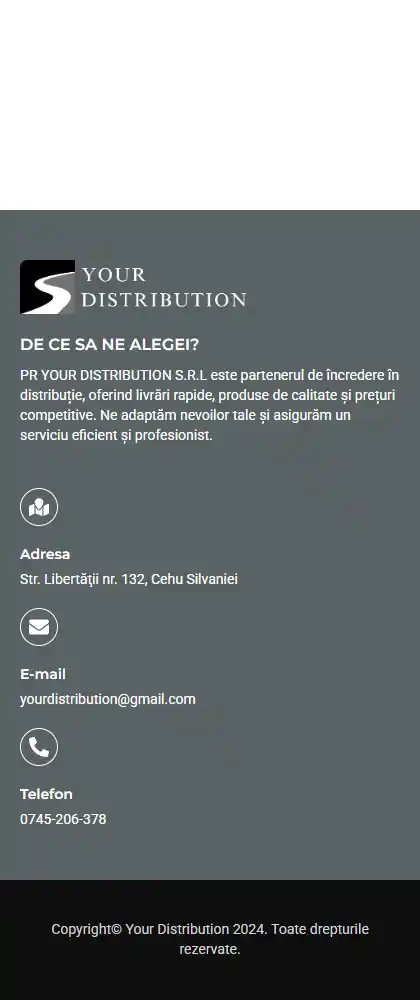 YOUR
DISTRIBUTION
DE CE SA NE ALEGEI?
PR YOUR DISTRIBUTION S.R.L este partenerul de încredere în
distribuție, oferind livrări rapide, produse de calitate și prețuri
competitive. Ne adaptăm nevoilor tale și asigurăm un
serviciu eficient și profesionist.
Adresa
Str. Libertății nr. 132, Cehu Silvaniei
E-mail
yourdistribution@gmail.com
Telefon
0745-206-378
Copyright© Your Distribution 2024. Toate drepturile
rezervate.